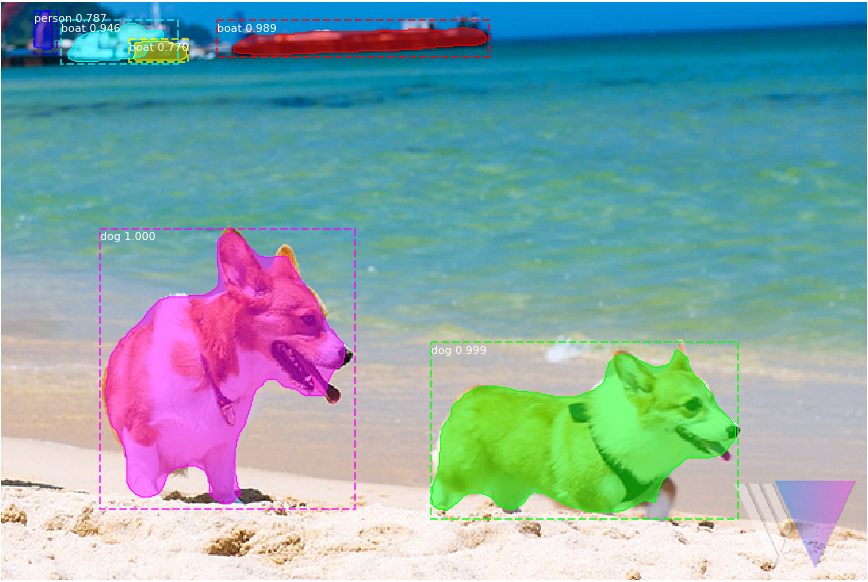 person 0.787
boat 0.946
boat 0.989
boat 0.770
dog 1.000
dog 0.999